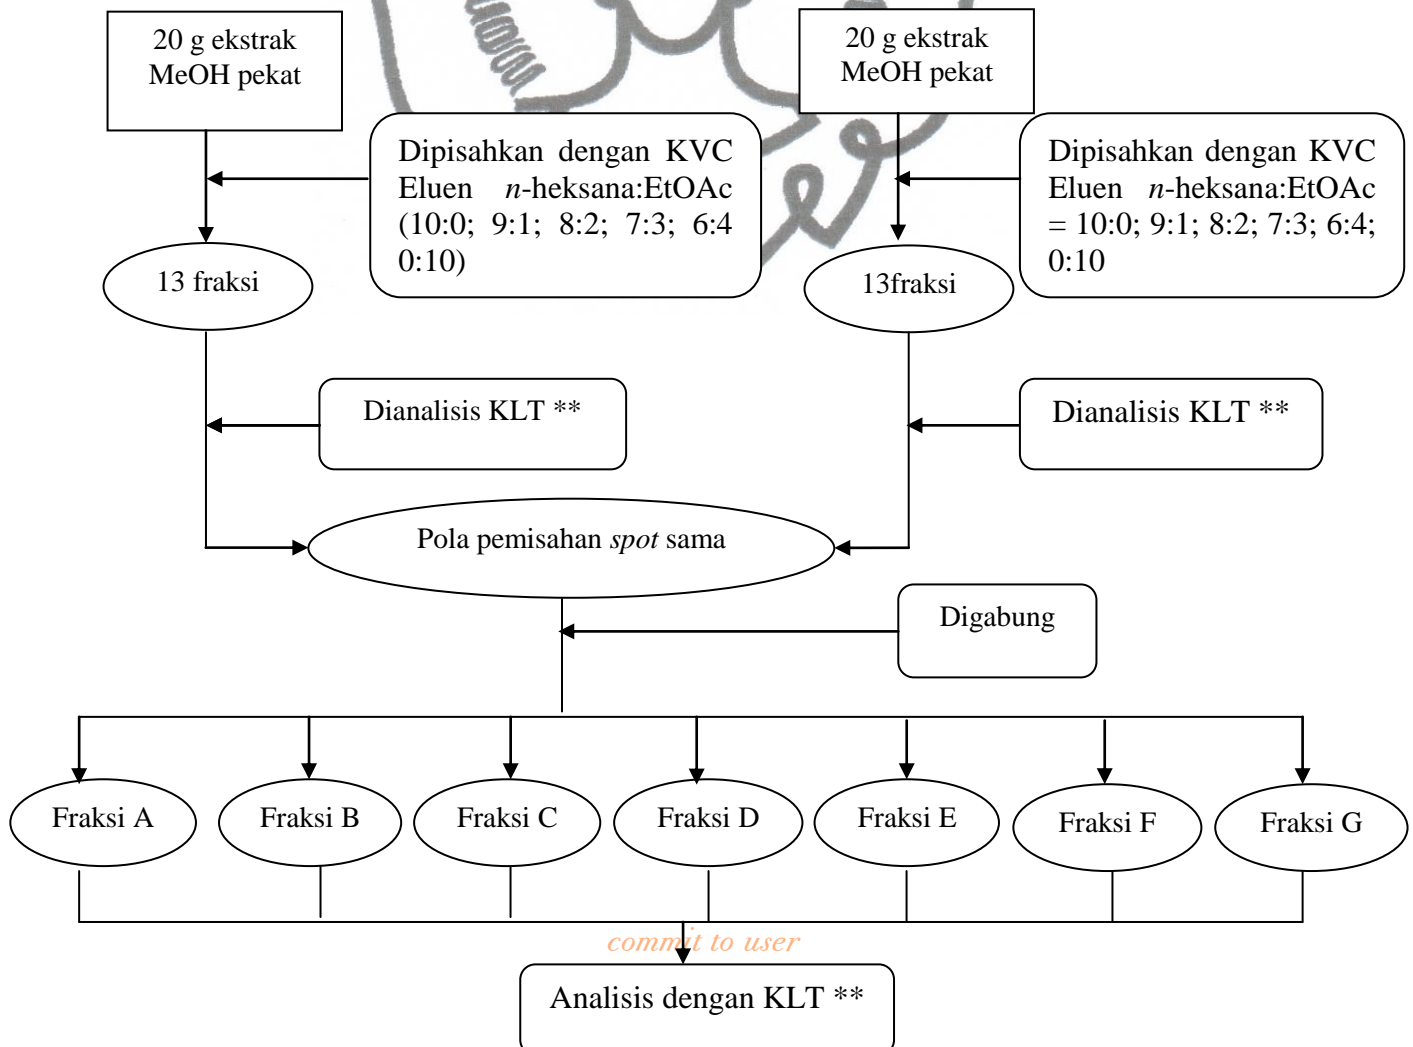 20 g ekstrak
MeOH pekat
20 g ekstrak
MeOH pekat
Dipisahkan dengan KVC
Eluen n-heksana:EtOAc
(10:0; 9:1; 8:2; 7:3; 6:4
0:10)
Dipisahkan dengan KVC
Eluen n-heksana:EtOAc
= 10:0; 9:1; 8:2; 7:3; 6:4;
0:10
13 fraksi
13fraksi
Dianalisis KLT **
Dianalisis KLT **
Pola pemisahan spot sama
Digabung
Fraksi A
Fraksi B
Fraksi C
Fraksi D
Fraksi E
Fraksi F
Fraksi G
commit to user
Analisis dengan KLT **